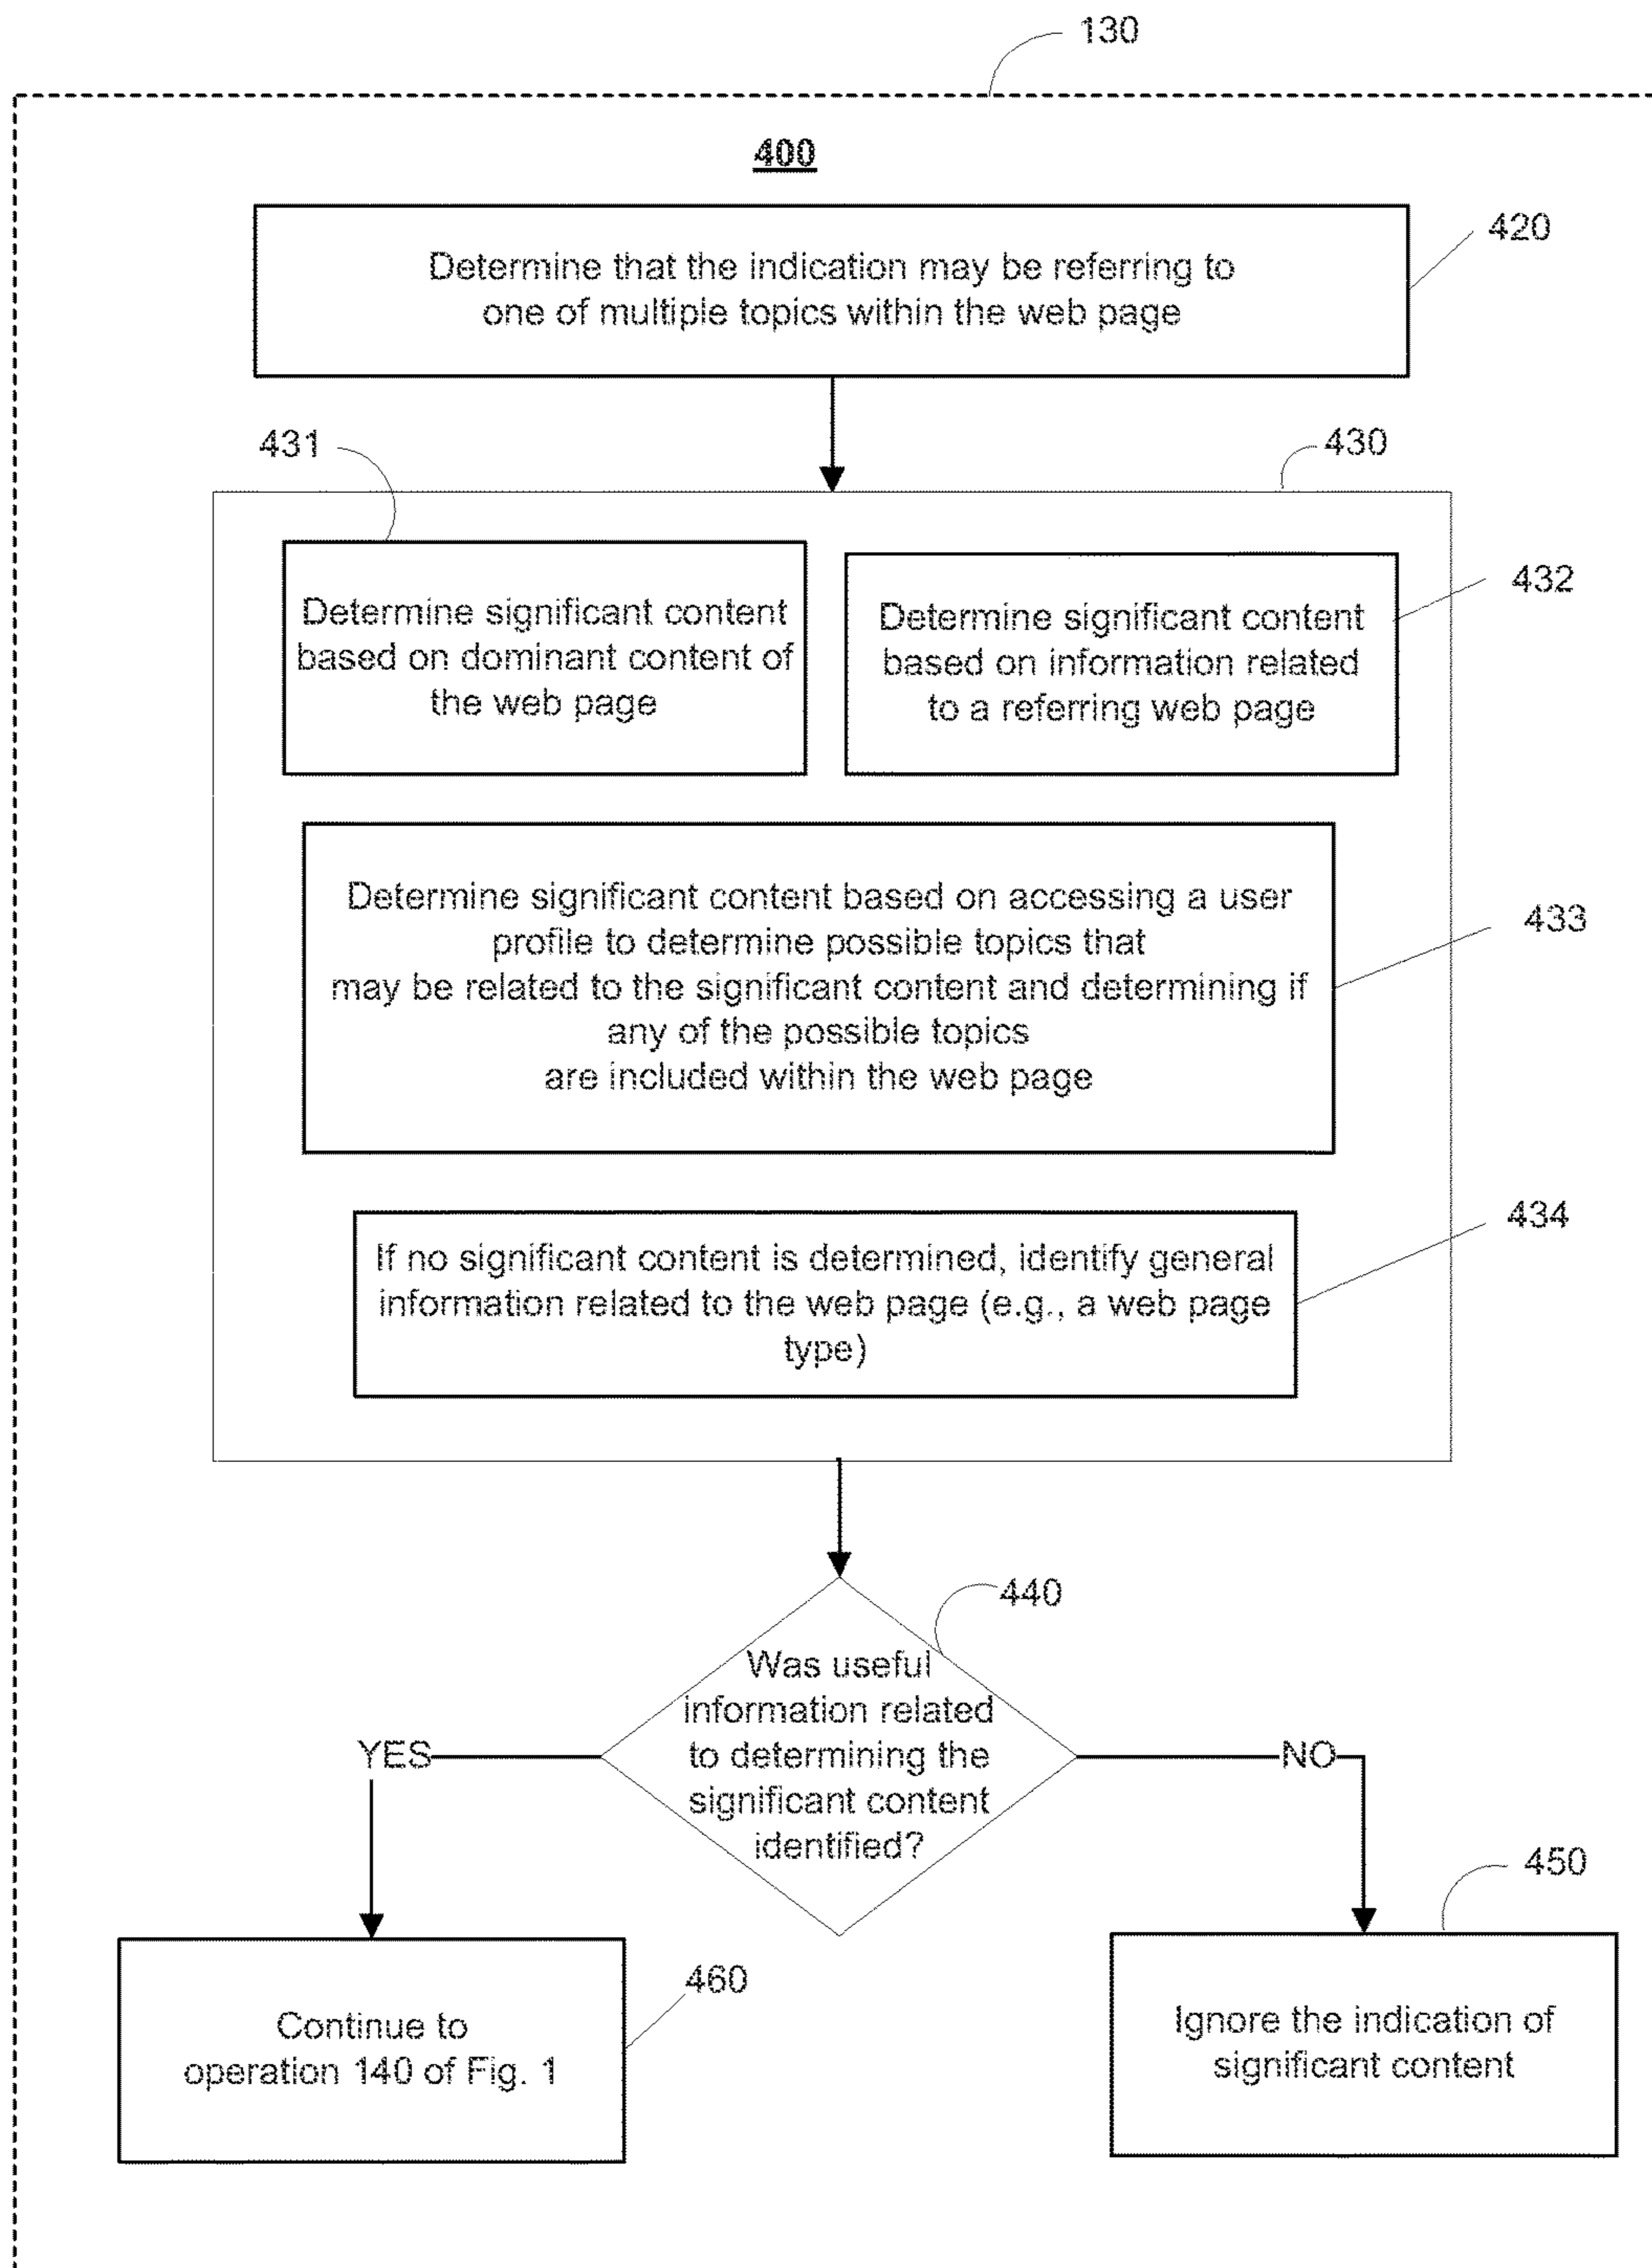 130
400
420
Determine that the indication may be referring to
one of multiple topics within the web page
431
430
Determine significant content
based on dominant content of
the web page
432
Determine significant content
based on information related
to a referring web page
433
Determine significant content based on accessing a user
profile to determine possible topics that
may be related to the significant content and determining if
any of the possible topics
are included within the web page
434
If no significant content is determined, identify general
information related to the web page (e.g., a web page
type)
440
Was useful
information related
to determining the
significant content
identified?
YES
NO
450
460
Continue to
operation 140 of Fig. 1
Ignore the indication of
significant content